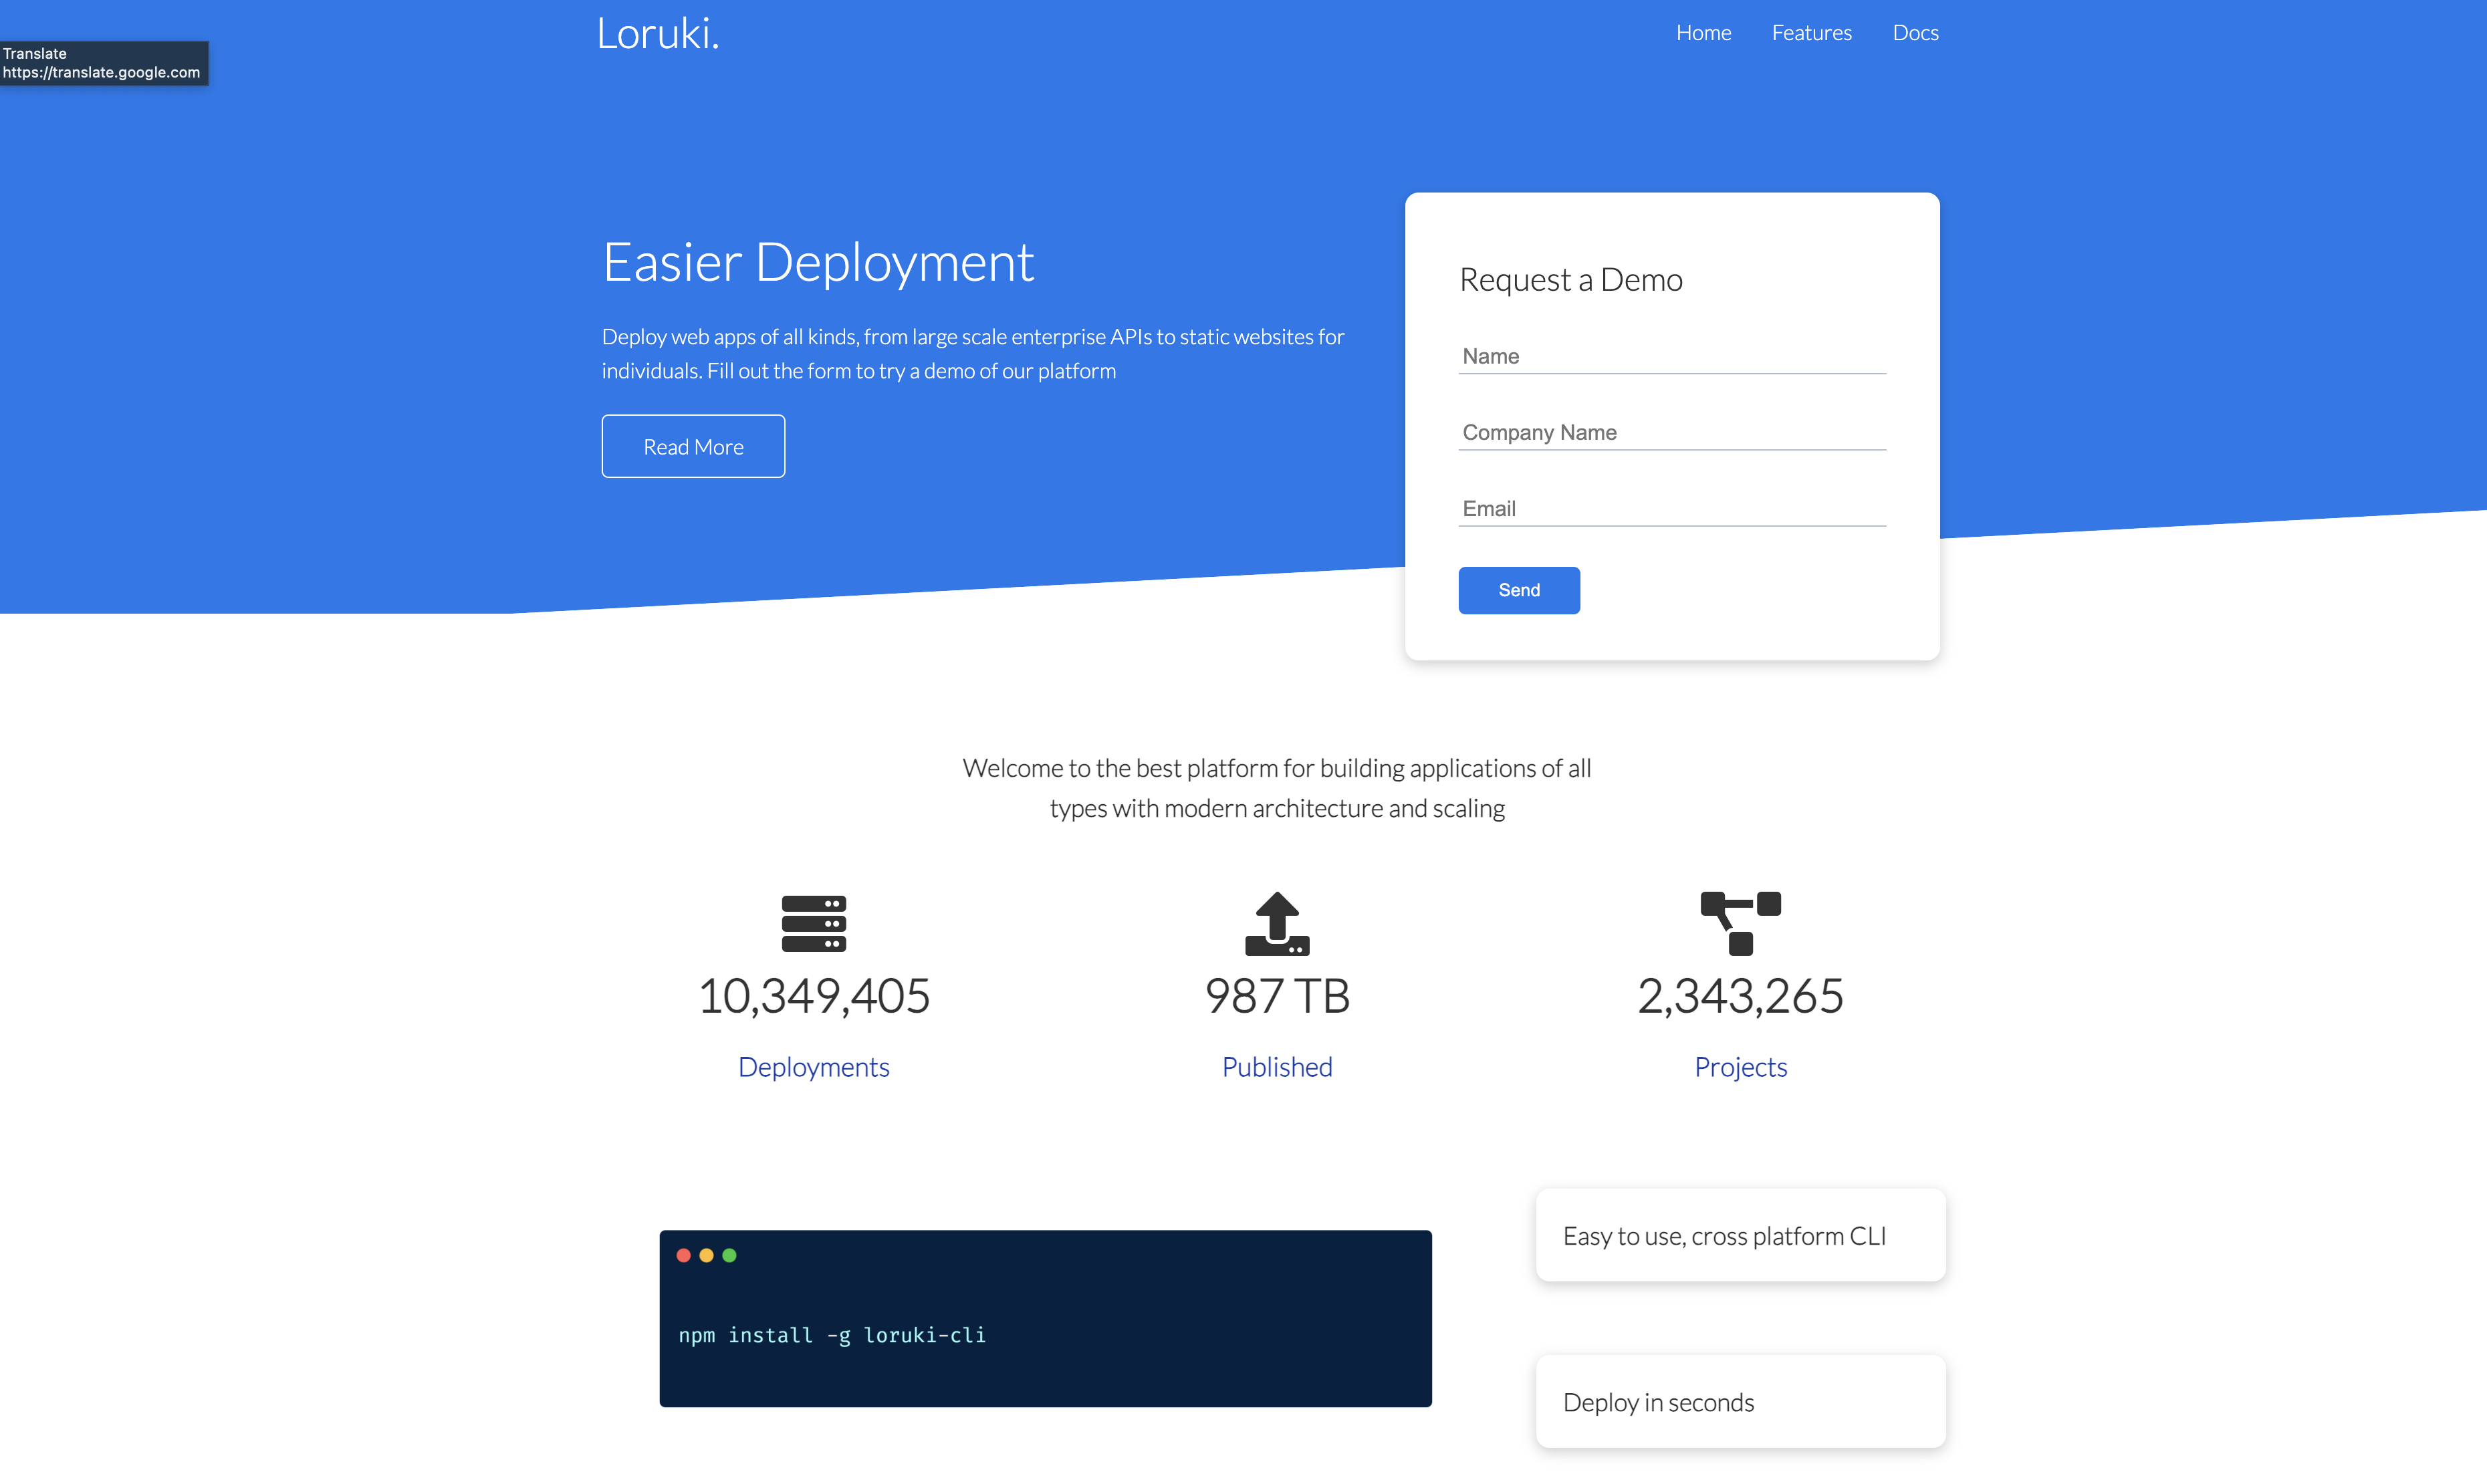 Loruki.
Home
Features
Docs
Translate
https://translate.google.com
Easier Deployment
Deploy web apps of all kinds, from large scale enterprise APIs to static websites for
individuals. Fill out the form to try a demo of our platform
Read More
Request a Demo
Name
Company Name
Email
Send
Welcome to the best platform for building applications of all
types with modern architecture and scaling
10,349,405
Deployments
987 TB
Published
2,343,265
Projects
npm install -g loruki-cli
Easy to use, cross platform CLI
Deploy in seconds